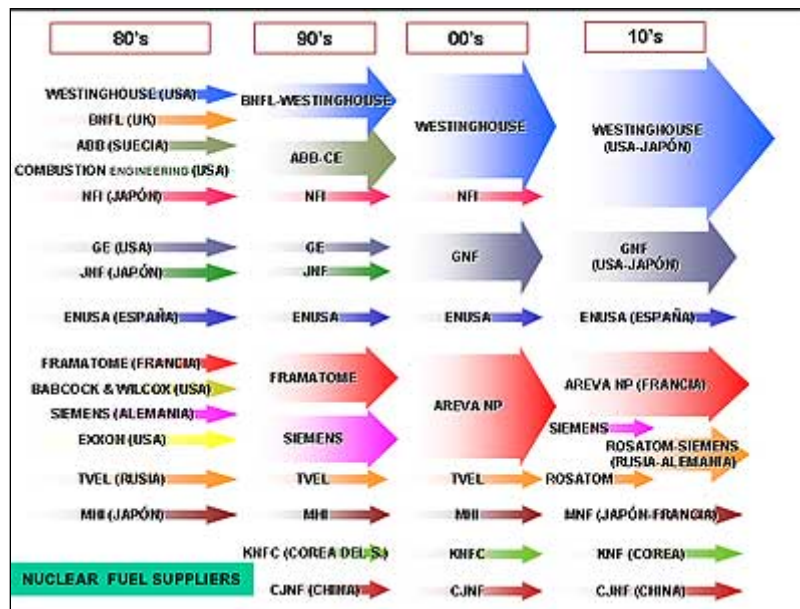 80's 90's 00's 10's
WESTINGHOUSE (USA)
BNFL (UK)
ABB (SUECIA)
COMBUSTION ENGINEERING (USA)
NFI (JAPÓN)
GE (USA)
JNF (JAPÓN)
ENUSA (ESPAÑA)
FRAMATOME (FRANCIA)
BABCOCK & WILCOX (USA)
SIEMENS (ALEMANIA)
EXXON (USA)
TVEL (RUSIA)
MHI (JAPÓN)
BNFL-WESTINGHOUSE
ABB-CE
NFI
GE
JNF
ENUSA
FRAMATOME
SIEMENS
TVEL
MHI
KNFC (COREA DEL S.)
CJNF (CHINA)
WESTINGHOUSE
NFI
GNF
ENUSA
AREVA NP
TVEL
MHI
KNFC
CJNF
WESTINGHOUSE
(USA-JAPÓN)
GNF
(USA-JAPÓN)
ENUSA (ESPAÑA)
AREVA NP (FRANCIA)
SIEMENS
ROSATOM-SIEMENS
(RUSIA-ALEMANIA)
ROSATOM
MNF (JAPÓN-FRANCIA)
KNF (COREA)
CJNF (CHINA)
NUCLEAR FUEL SUPPLIERS